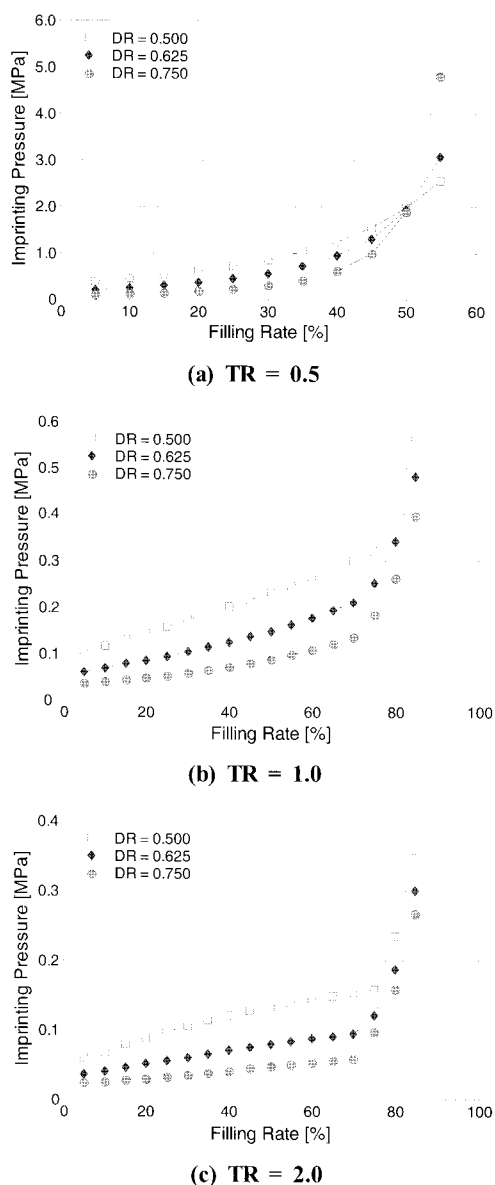 6.0
DR = 0.500
DR = 0.625
DR = 0.750
5.0
4.0
3.0
2.0
1.0
0
Imprinting Pressure [MPa]
0 10 20 30 40 50 60
Filling Rate [%]
(a) TR = 0.5
0.6
DR = 0.500
DR = 0.625
DR = 0.750
0.5
0.4
0.3
0.2
0.1
0
Imprinting Pressure [MPa]
0 20 40 60 80 100
Filling Rate [%]
(b) TR = 1.0
0.4
DR = 0.500
DR = 0.625
DR = 0.750
0.3
0.2
0.1
0
Imprinting Pressure [MPa]
0 20 40 60 80 100
Filling Rate [%]
(c) TR = 2.0